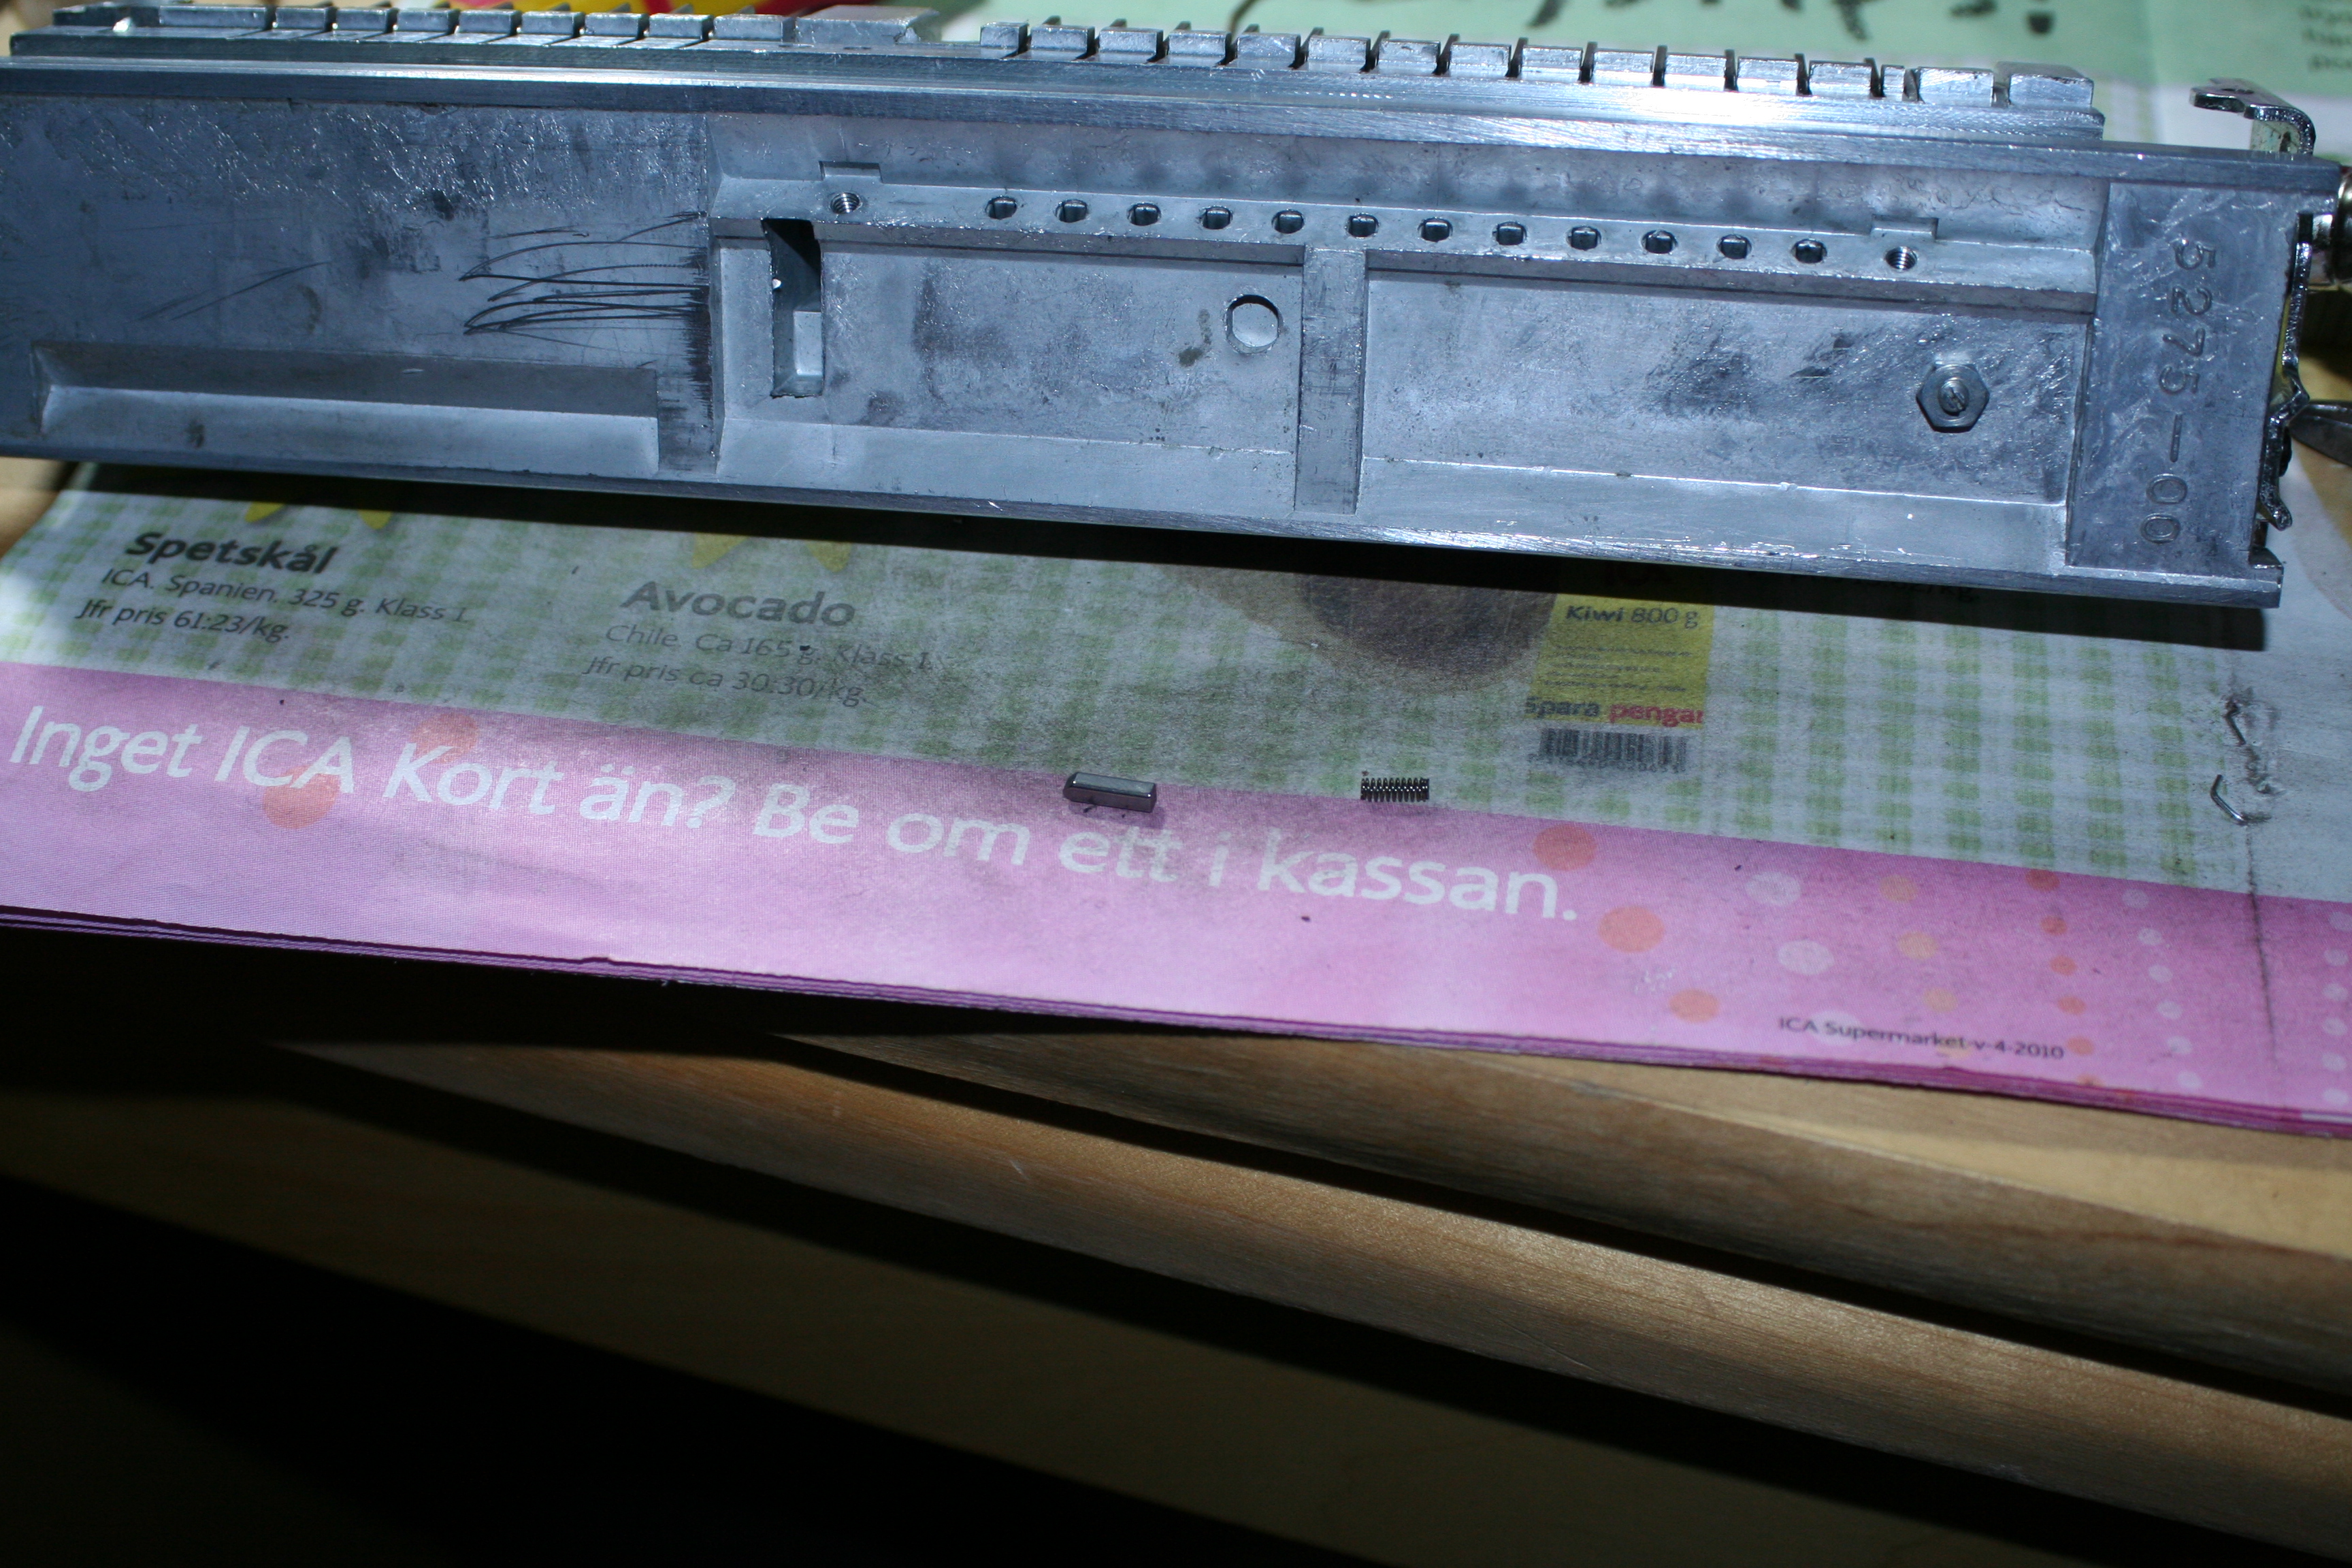 5275-00
Spetskål
ICA. Spanien. 325 g. Klass 1.
Jfr pris 61:23/kg.
Avocado
Chile. Ca 165 g. Klass 1.
Jfr pris ca 30:30/kg.
Kiwi 800 g
spara pengar
Inget ICA Kort än? Be om ett i kassan.
ICA Supermarket-v-4-2010